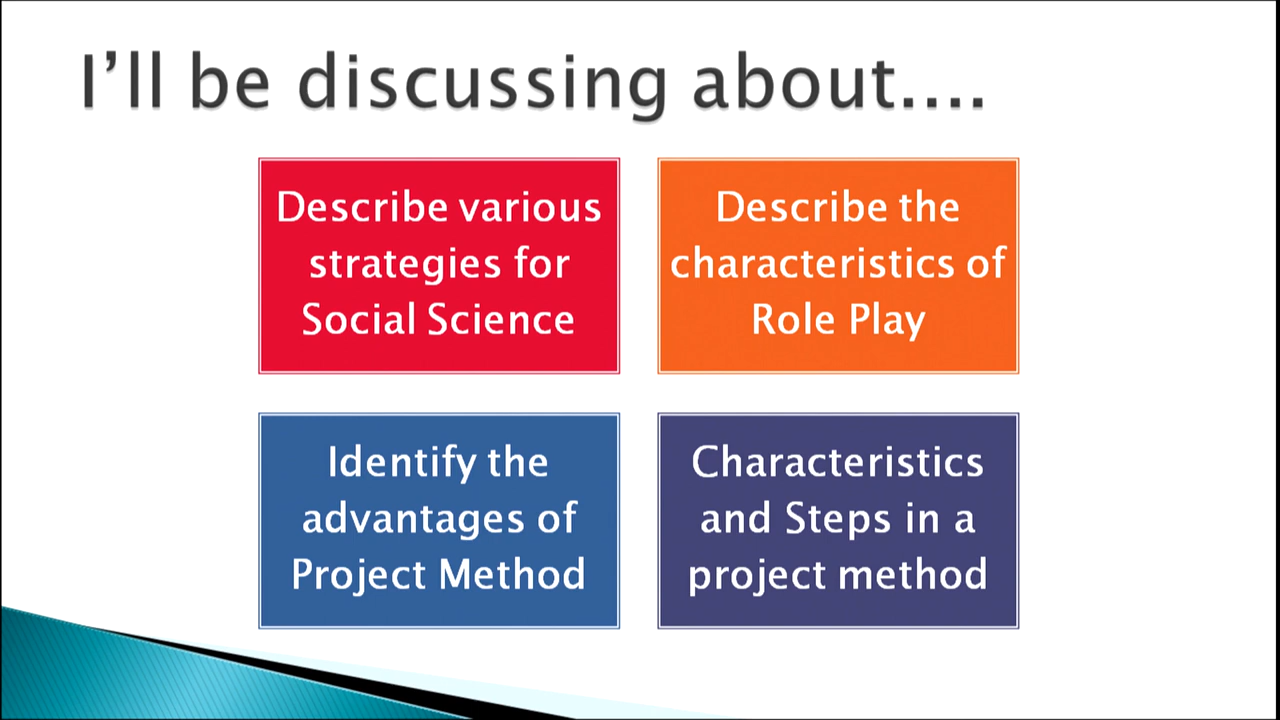 I’ll be discussing about....
Describe various
strategies for
Social Science
Describe the
characteristics of
Role Play
Identify the
advantages of
Project Method
Characteristics
and Steps in a
project method